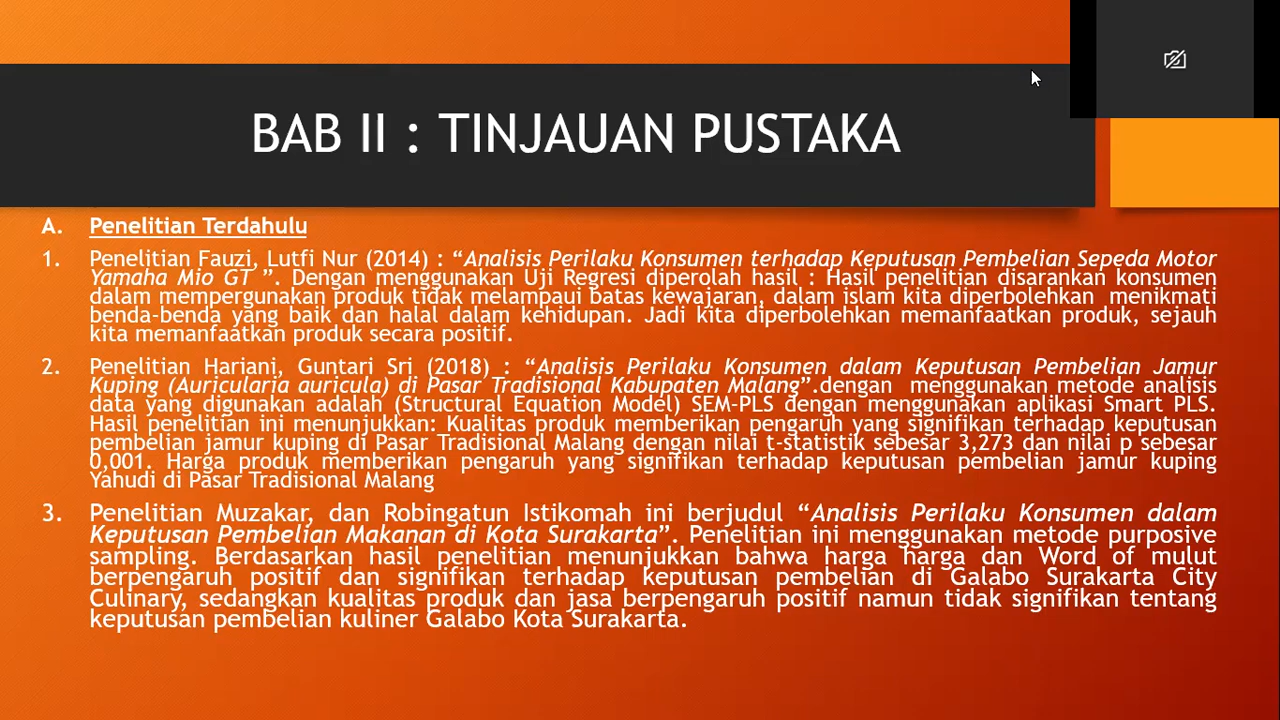 BAB II : TINJAUAN PUSTAKA
A. Penelitian Terdahulu
1. Penelitian Fauzi, Lutfi Nur (2014) : “Analisis Perilaku Konsumen terhadap Keputusan Pembelian Sepeda Motor
Yamaha Mio GT ”. Dengan menggunakan Uji Regresi diperolah hasil : Hasil penelitian disarankan konsumen
dalam mempergunakan produk tidak melampaui batas kewajaran, dalam islam kita diperbolehkan menikmati
benda-benda yang baik dan halal dalam kehidupan. Jadi kita diperbolehkan memanfaatkan produk, sejauh
kita memanfaatkan produk secara positif.
2. Penelitian Hariani, Guntari Sri (2018) : “Analisis Perilaku Konsumen dalam Keputusan Pembelian Jamur
Kuping (Auricularia auricula) di Pasar Tradisional Kabupaten Malang”.dengan menggunakan metode analisis
data yang digunakan adalah (Structural Equation Model) SEM-PLS dengan menggunakan aplikasi Smart PLS.
Hasil penelitian ini menunjukkan: Kualitas produk memberikan pengaruh yang signifikan terhadap keputusan
pembelian jamur kuping di Pasar Tradisional Malang dengan nilai t-statistik sebesar 3,273 dan nilai p sebesar
0,001. Harga produk memberikan pengaruh yang signifikan terhadap keputusan pembelian jamur kuping
Yahudi di Pasar Tradisional Malang
3. Penelitian Muzakar, dan Robingatun Istikomah ini berjudul “Analisis Perilaku Konsumen dalam
Keputusan Pembelian Makanan di Kota Surakarta”. Penelitian ini menggunakan metode purposive
sampling. Berdasarkan hasil penelitian menunjukkan bahwa harga harga dan Word of mulut
berpengaruh positif dan signifikan terhadap keputusan pembelian di Galabo Surakarta City
Culinary, sedangkan kualitas produk dan jasa berpengaruh positif namun tidak signifikan tentang
keputusan pembelian kuliner Galabo Kota Surakarta.